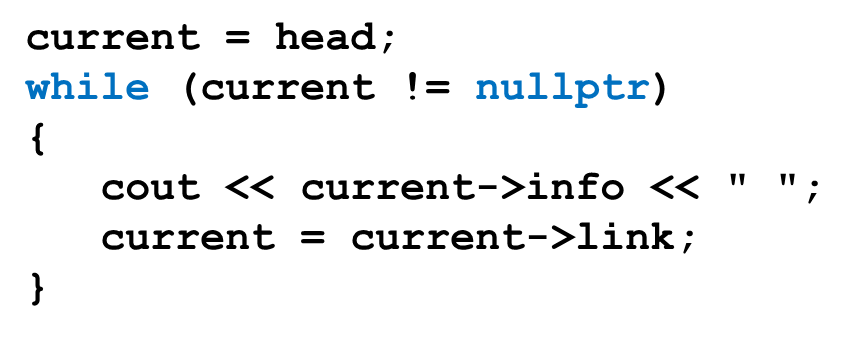 current = head;
while (current != nullptr)
{
   cout << current->info << " ";
   current = current->link;
}